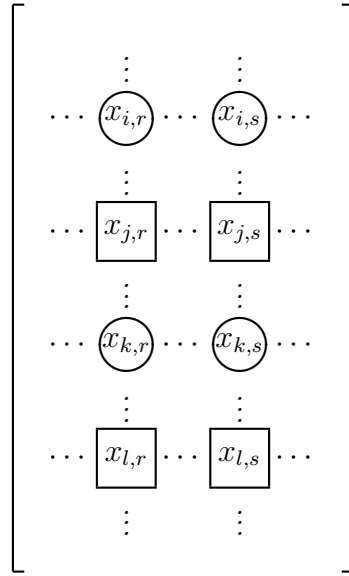 ⋮ ⋮
⋯ x_{i,r} ⋯ x_{i,s} ⋯
⋮ ⋮
⋯ x_{j,r} ⋯ x_{j,s} ⋯
⋮ ⋮
⋯ x_{k,r} ⋯ x_{k,s} ⋯
⋮ ⋮
⋯ x_{l,r} ⋯ x_{l,s} ⋯
⋮ ⋮